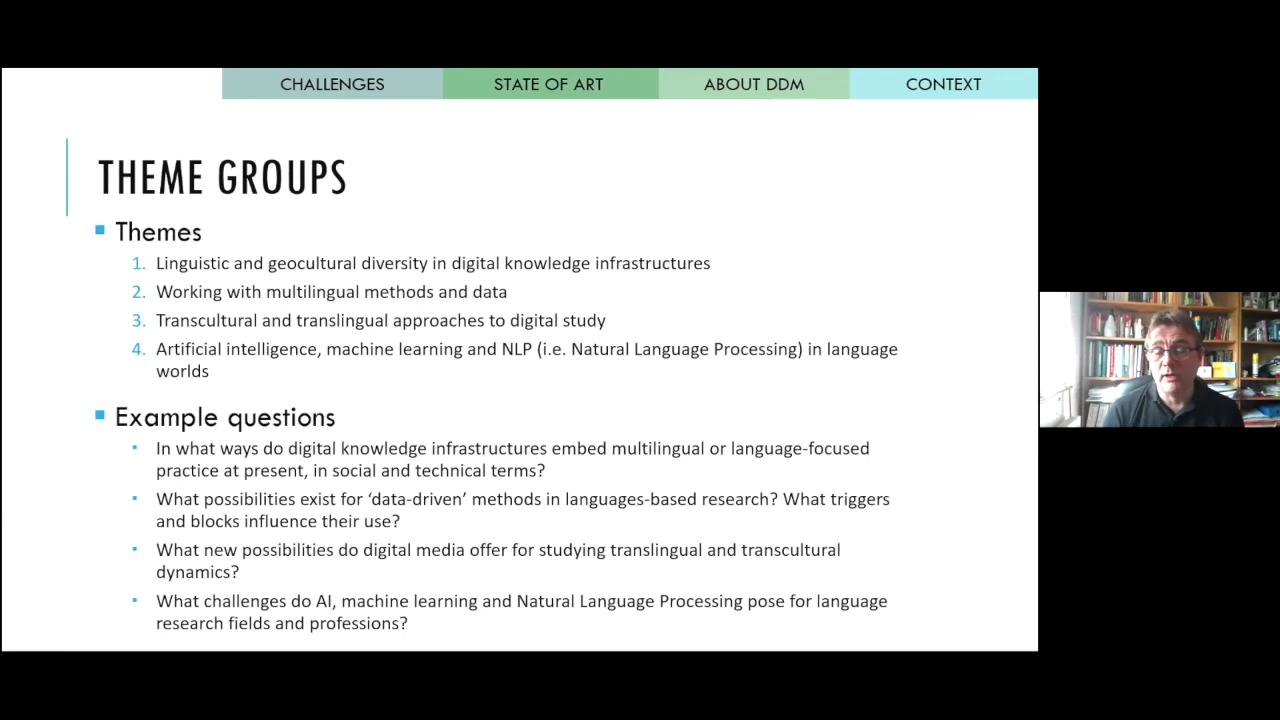 CHALLENGES
STATE OF ART
ABOUT DDM
CONTEXT
THEME GROUPS
Themes
1. Linguistic and geocultural diversity in digital knowledge infrastructures
2. Working with multilingual methods and data
3. Transcultural and translingual approaches to digital study
4. Artificial intelligence, machine learning and NLP (i.e. Natural Language Processing) in language
worlds
Example questions
In what ways do digital knowledge infrastructures embed multilingual or language-focused
practice at present, in social and technical terms?
What possibilities exist for ‘data-driven’ methods in languages-based research? What triggers
and blocks influence their use?
What new possibilities do digital media offer for studying translingual and transcultural
dynamics?
What challenges do AI, machine learning and Natural Language Processing pose for language
research fields and professions?